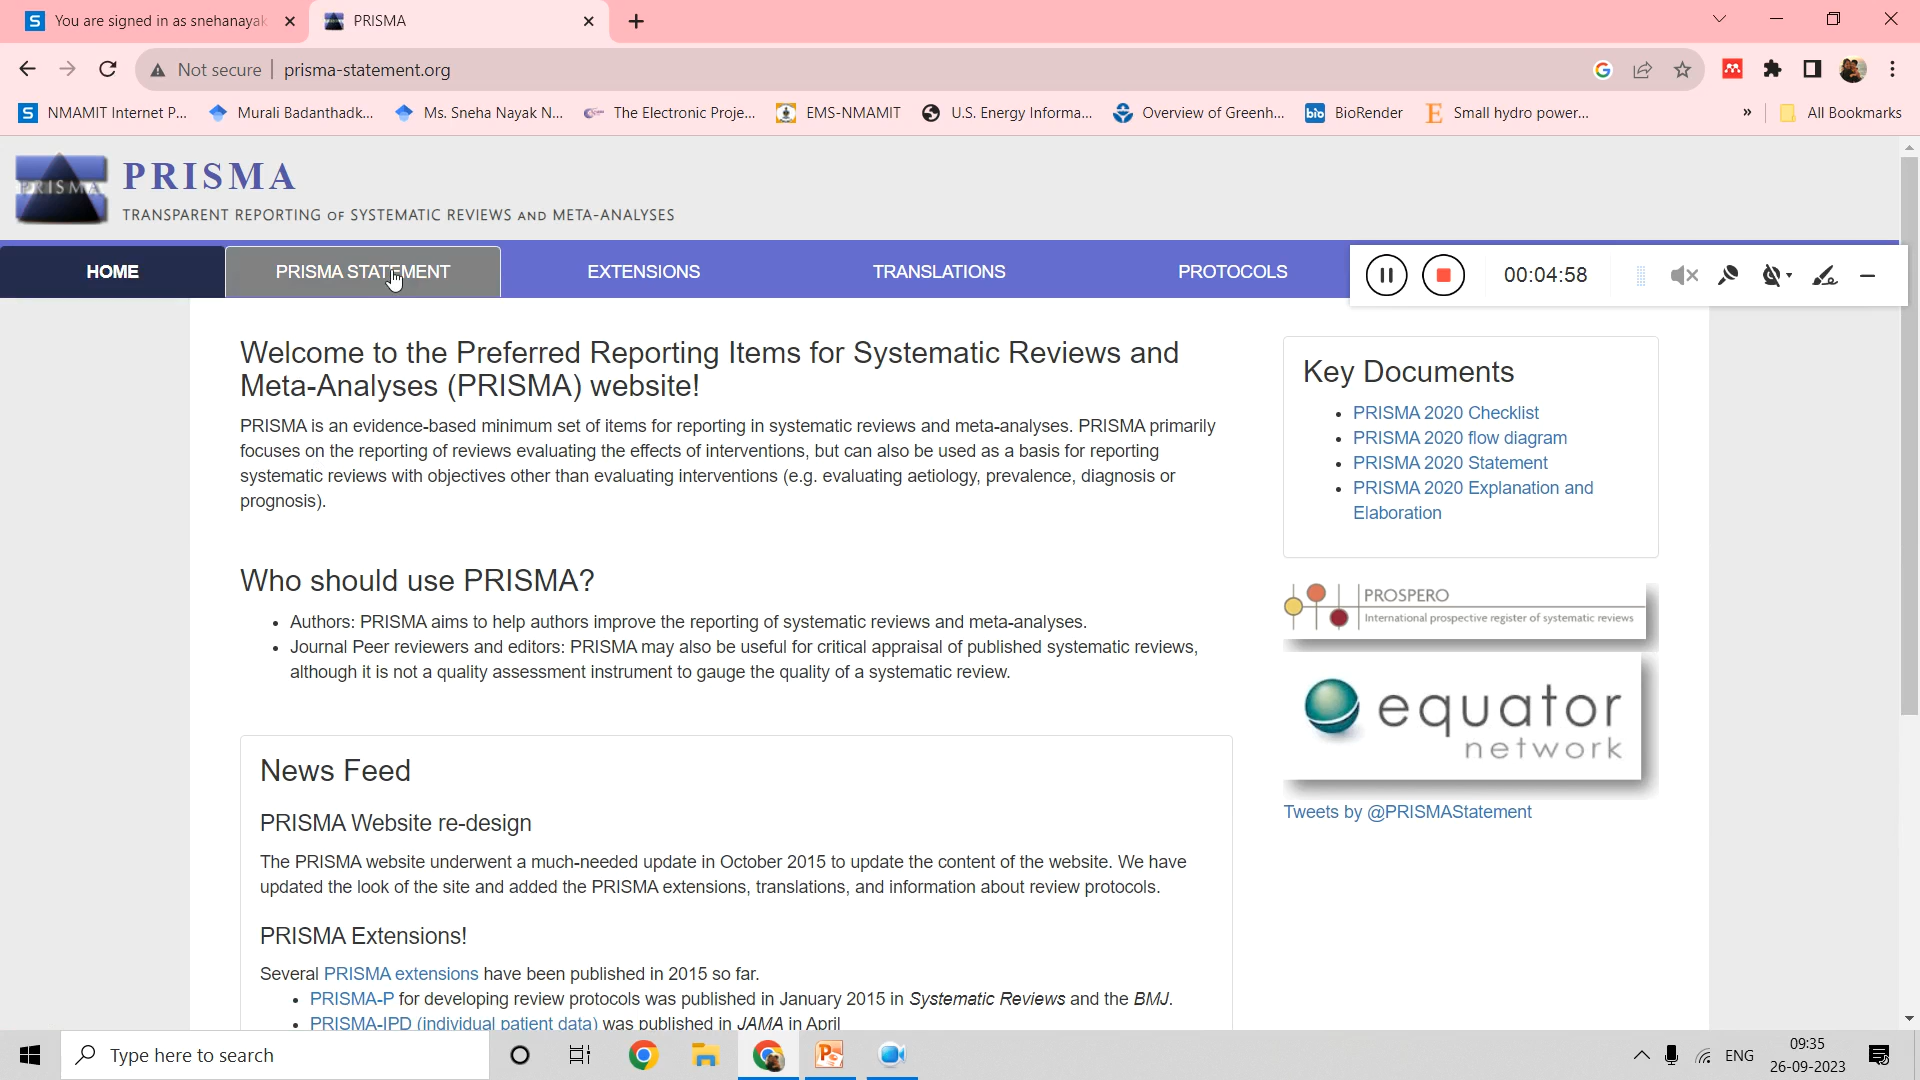 You are signed in as snehanayak
PRISMA
Not secure
prisma-statement.org
NMAMIT Internet P...
Murali Badanthadk...
Ms. Sneha Nayak N...
The Electronic Proje...
EMS-NMAMIT
U.S. Energy Informa...
Overview of Greenh...
BioRender
Small hydro power...
»
All Bookmarks
PRISMA
PRISMA
TRANSPARENT REPORTING OF SYSTEMATIC REVIEWS AND META-ANALYSES
HOME
PRISMA STATEMENT
EXTENSIONS
TRANSLATIONS
PROTOCOLS
00:04:58
Welcome to the Preferred Reporting Items for Systematic Reviews and
Meta-Analyses (PRISMA) website!
PRISMA is an evidence-based minimum set of items for reporting in systematic reviews and meta-analyses. PRISMA primarily
focuses on the reporting of reviews evaluating the effects of interventions, but can also be used as a basis for reporting
systematic reviews with objectives other than evaluating interventions (e.g. evaluating aetiology, prevalence, diagnosis or
prognosis).
Who should use PRISMA?
• Authors: PRISMA aims to help authors improve the reporting of systematic reviews and meta-analyses.
• Journal Peer reviewers and editors: PRISMA may also be useful for critical appraisal of published systematic reviews,
although it is not a quality assessment instrument to gauge the quality of a systematic review.
News Feed
PRISMA Website re-design
The PRISMA website underwent a much-needed update in October 2015 to update the content of the website. We have
updated the look of the site and added the PRISMA extensions, translations, and information about review protocols.
PRISMA Extensions!
Several PRISMA extensions have been published in 2015 so far.
• PRISMA-P for developing review protocols was published in January 2015 in Systematic Reviews and the BMJ.
• PRISMA-IPD (individual patient data) was published in JAMA in April
Key Documents
• PRISMA 2020 Checklist
• PRISMA 2020 flow diagram
• PRISMA 2020 Statement
• PRISMA 2020 Explanation and
Elaboration
PROSPERO
International prospective register of systematic reviews
equator
network
Tweets by @PRISMAStatement
Type here to search
ENG
09:35
26-09-2023